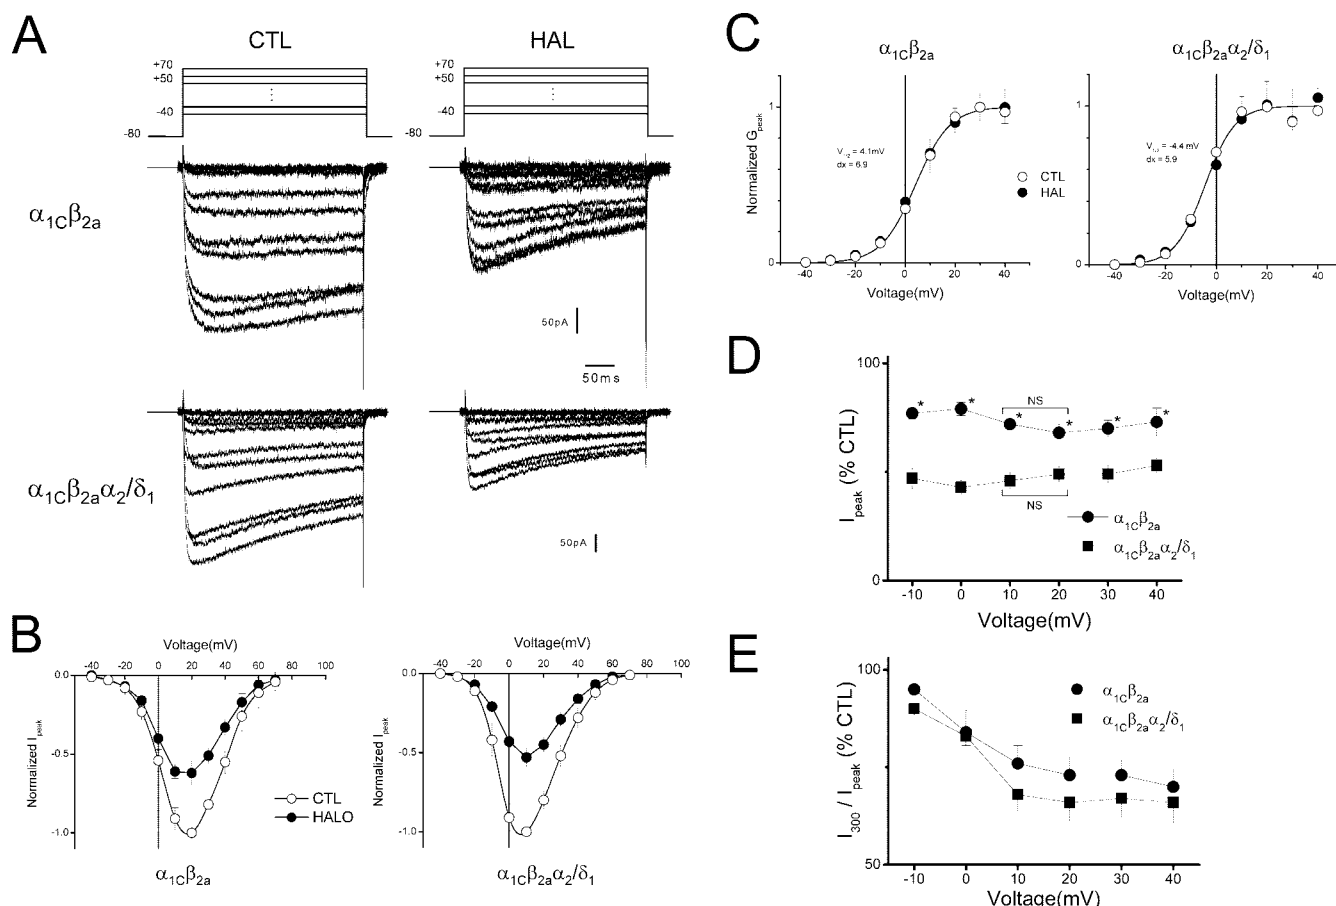 A
CTL
HAL
+70
+50
-40
-80
+70
+50
-40
-80
α1Cβ2a
50pA
50ms
α1Cβ2aα2/δ1
50pA
B
Voltage(mV)
-40 -20 0 20 40 60 80 100
0.0
-0.5
-1.0
Normalized Ipeak
CTL
HALO
α1Cβ2a
Voltage(mV)
-40 -20 0 20 40 60 80 100
0.0
-0.5
-1.0
Normalized Ipeak
α1Cβ2aα2/δ1
C
α1Cβ2a
Normalized Gpeak
1
0
V1/2 = 4.1mV
dx = 6.9
CTL
HAL
-40 -20 0 20 40
Voltage(mV)
α1Cβ2aα2/δ1
1
0
V1/2 = -4.4mV
dx = 5.9
-40 -20 0 20 40
Voltage(mV)
D
100
0
Ipeak (% CTL)
* * * * * *
NS
NS
α1Cβ2a
α1Cβ2aα2/δ1
-10 0 10 20 30 40
Voltage(mV)
E
100
50
I300 / Ipeak (% CTL)
α1Cβ2a
α1Cβ2aα2/δ1
-10 0 10 20 30 40
Voltage(mV)